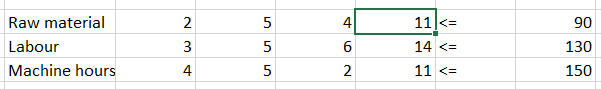 Raw material 2 5 4 11 <= 90
Labour 3 5 6 14 <= 130
Machine hours 4 5 2 11 <= 150